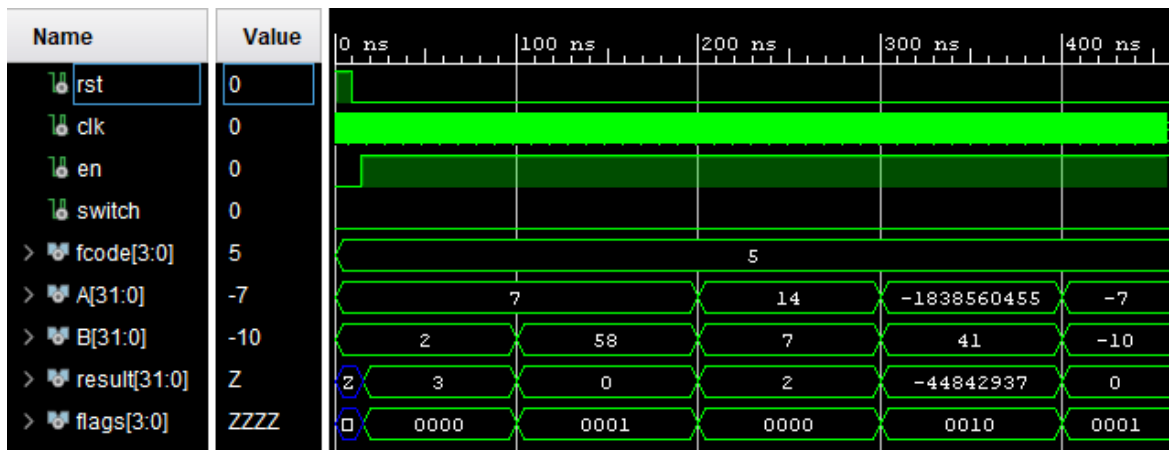 Name Value 0 ns 100 ns 200 ns 300 ns 400 ns
rst 0
clk 0
en 0
switch 0
> fcode[3:0] 5 5
> A[31:0] -7 7 14 -1838560455 -7
> B[31:0] -10 2 58 7 41 -10
> result[31:0] Z Z 3 0 2 -44842937 0
> flags[3:0] ZZZZ 0000 0001 0000 0010 0001